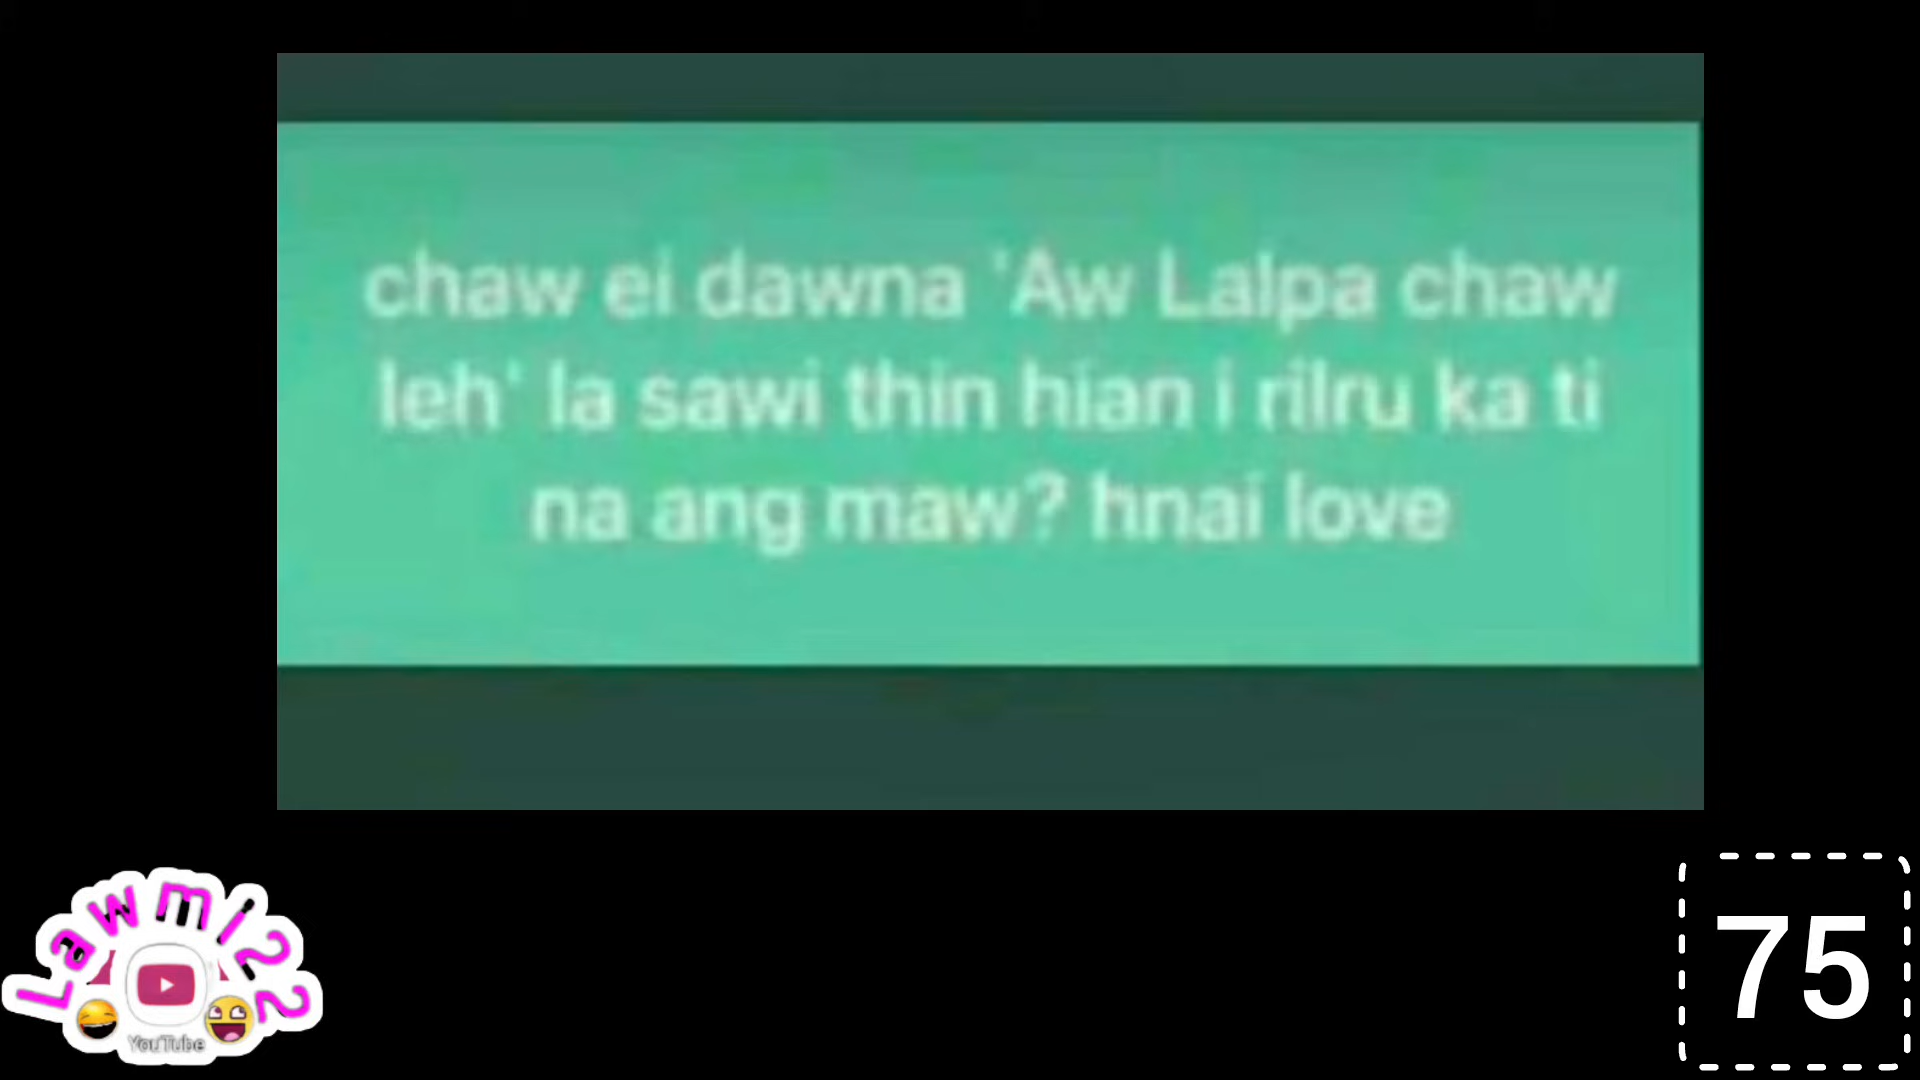 chaw ei dawna 'Aw Lalpa chaw
leh' la sawi thin hian i rilru ka ti
na ang maw? hnai love
Lawmi22
YouTube
75